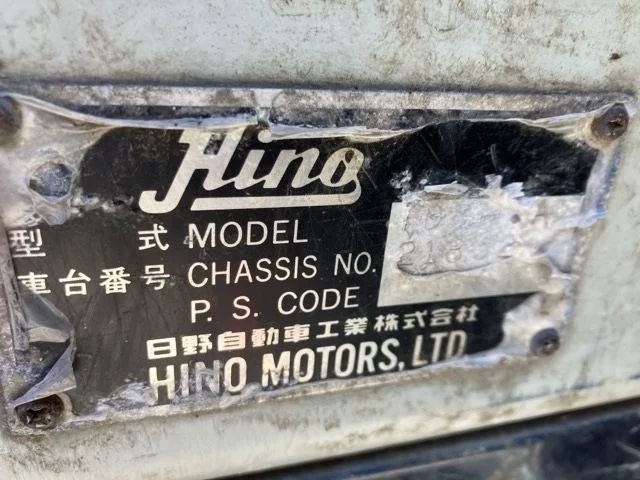 Hino
型 式 MODEL
車台番号 CHASSIS NO.
P. S. CODE
日野自動車工業株式会社
HINO MOTORS, LTD